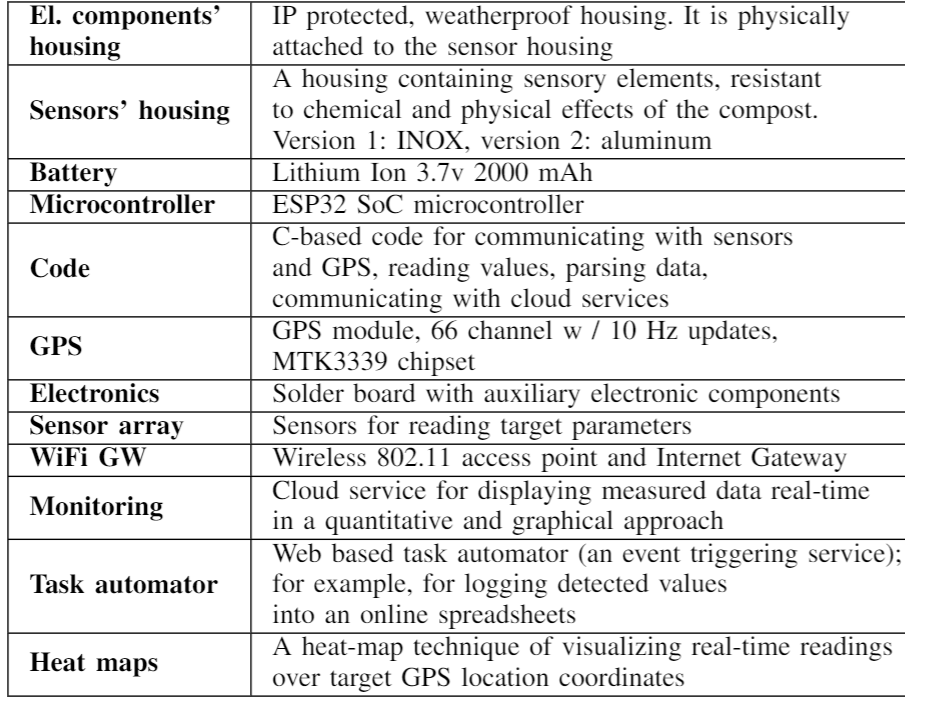 El. components'
housing
IP protected, weatherproof housing. It is physically
attached to the sensor housing
Sensors' housing
A housing containing sensory elements, resistant
to chemical and physical effects of the compost.
Version 1: INOX, version 2: aluminum
Battery
Lithium Ion 3.7v 2000 mAh
Microcontroller
ESP32 SoC microcontroller
Code
C-based code for communicating with sensors
and GPS, reading values, parsing data,
communicating with cloud services
GPS
GPS module, 66 channel w / 10 Hz updates,
MTK3339 chipset
Electronics
Solder board with auxiliary electronic components
Sensor array
Sensors for reading target parameters
WiFi GW
Wireless 802.11 access point and Internet Gateway
Monitoring
Cloud service for displaying measured data real-time
in a quantitative and graphical approach
Task automator
Web based task automator (an event triggering service);
for example, for logging detected values
into an online spreadsheets
Heat maps
A heat-map technique of visualizing real-time readings
over target GPS location coordinates